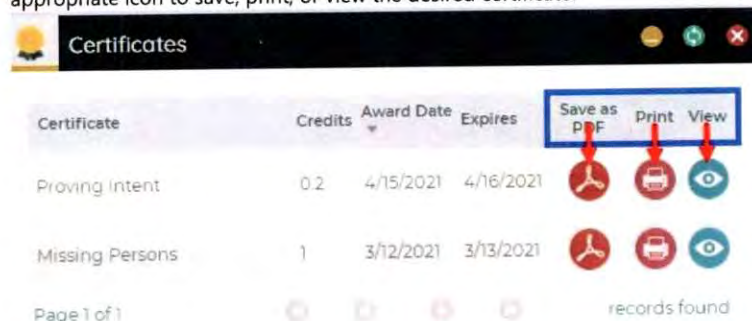 appropriate icon to save, print, or view the desired certificate.
Certificates
Certificate Credits Award Date Expires Save as PDF Print View
Proving Intent 0.2 4/15/2021 4/16/2021
Missing Persons 1 3/12/2021 3/13/2021
Page 1 of 1 records found